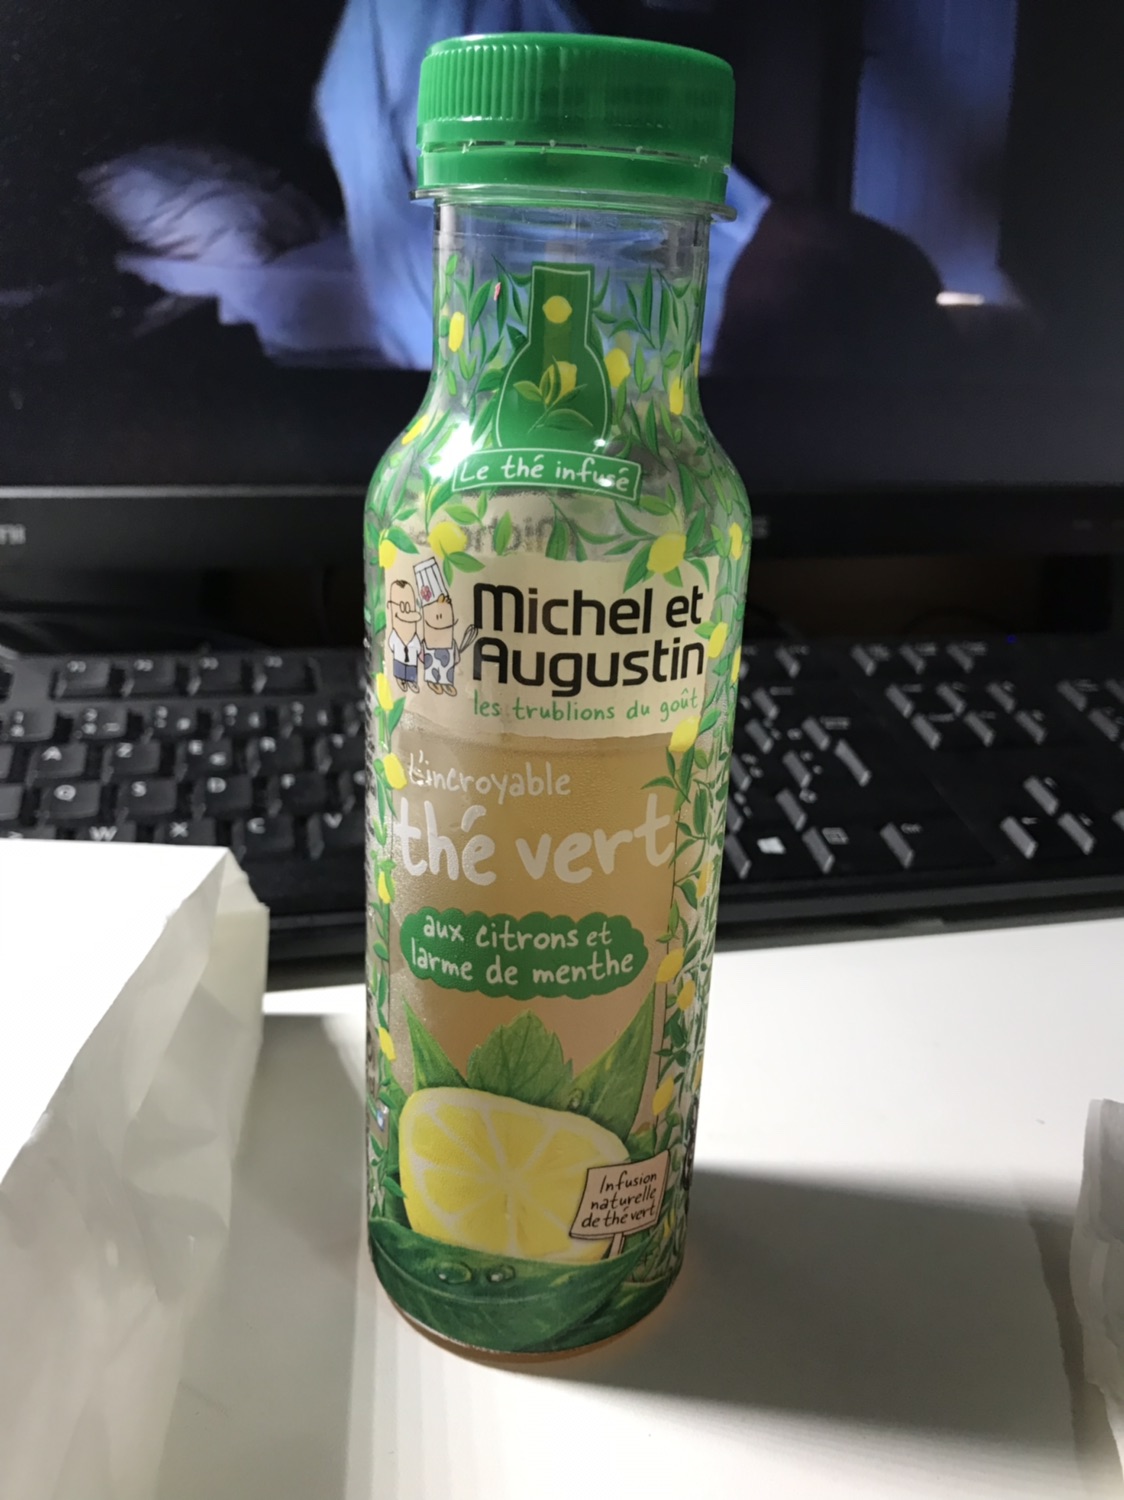 Le thé infusé
Michel et
Augustin
les trublions du goût
L'incroyable
thé vert
aux citrons et
larme de menthe
Infusion
naturelle
de thé vert